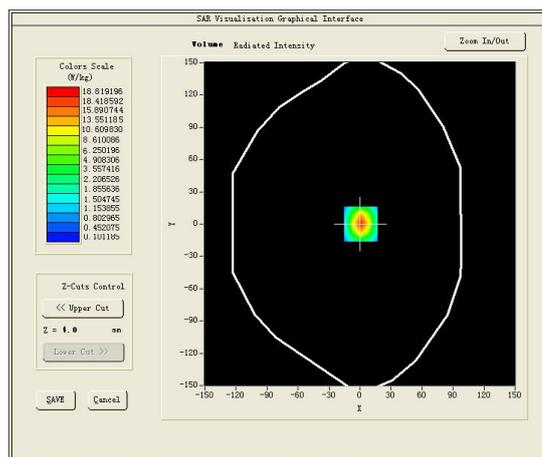 SAR Visualisation Graphical Interface
Volume Radiated Intensity
Zoom In/Out
Colors Scale
(W/kg)
18.819196
18.418592
15.890744
13.551185
10.609830
8.610086
6.250196
4.908306
3.557416
2.206526
1.855636
1.504745
1.153855
0.802965
0.452075
0.101185
Z-Cuts Control
<< Upper Cut
Z = 4.0 mm
Lower Cut >>
SAVE Cancel
150
120
90
60
30
Y 0
-30
-60
-90
-120
-150
-150 -120 -90 -60 -30 0 30 60 90 120 150
X